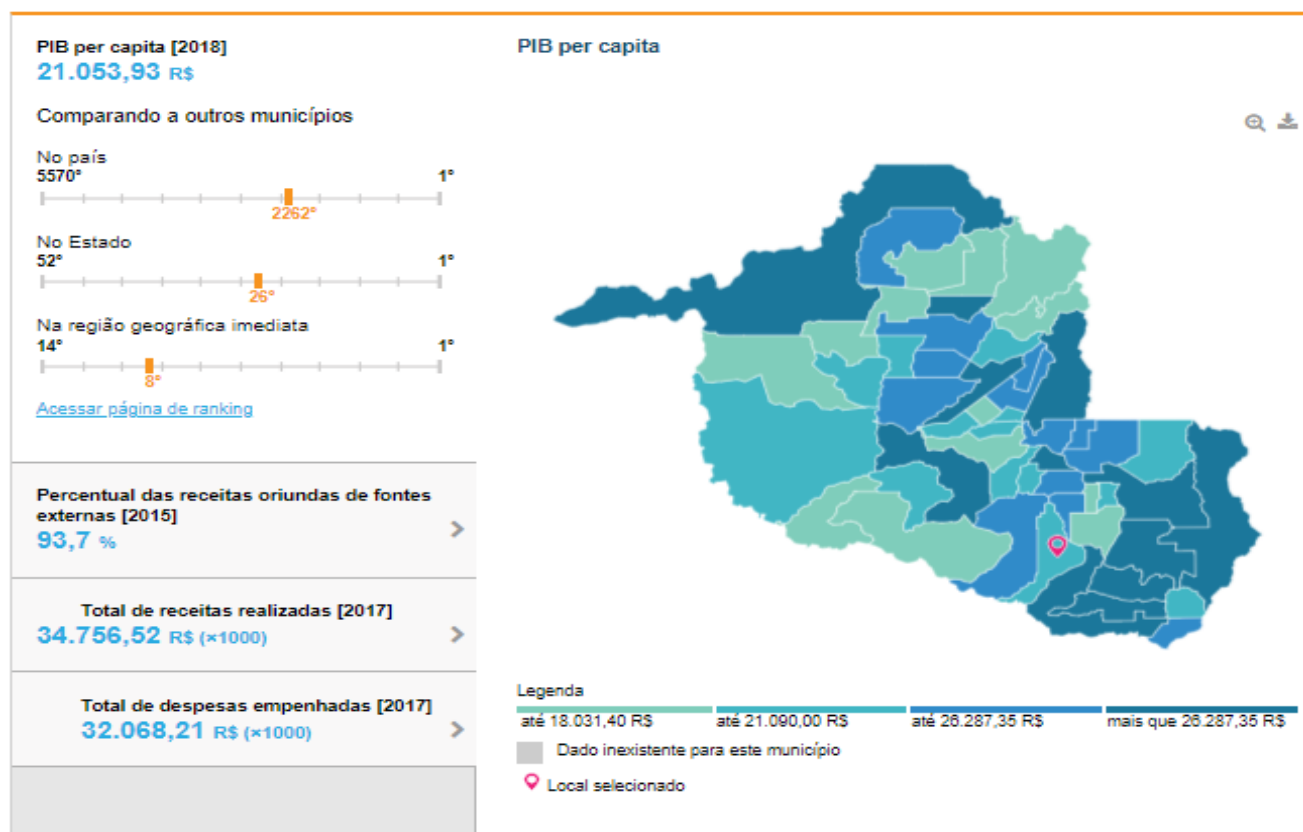 PIB per capita [2018]
21.053,93 R$
Comparando a outros municípios
No país
5570°
1°
2262°
No Estado
52°
1°
26°
Na região geográfica imediata
14°
1°
8°
Acessar página de ranking
Percentual das receitas oriundas de fontes
externas [2015]
93,7 %
Total de receitas realizadas [2017]
34.756,52 R$ (×1000)
Total de despesas empenhadas [2017]
32.068,21 R$ (×1000)
PIB per capita
Legenda
até 18.031,40 R$
até 21.090,00 R$
até 26.287,35 R$
mais que 26.287,35 R$
Dado inexistente para este município
Local selecionado